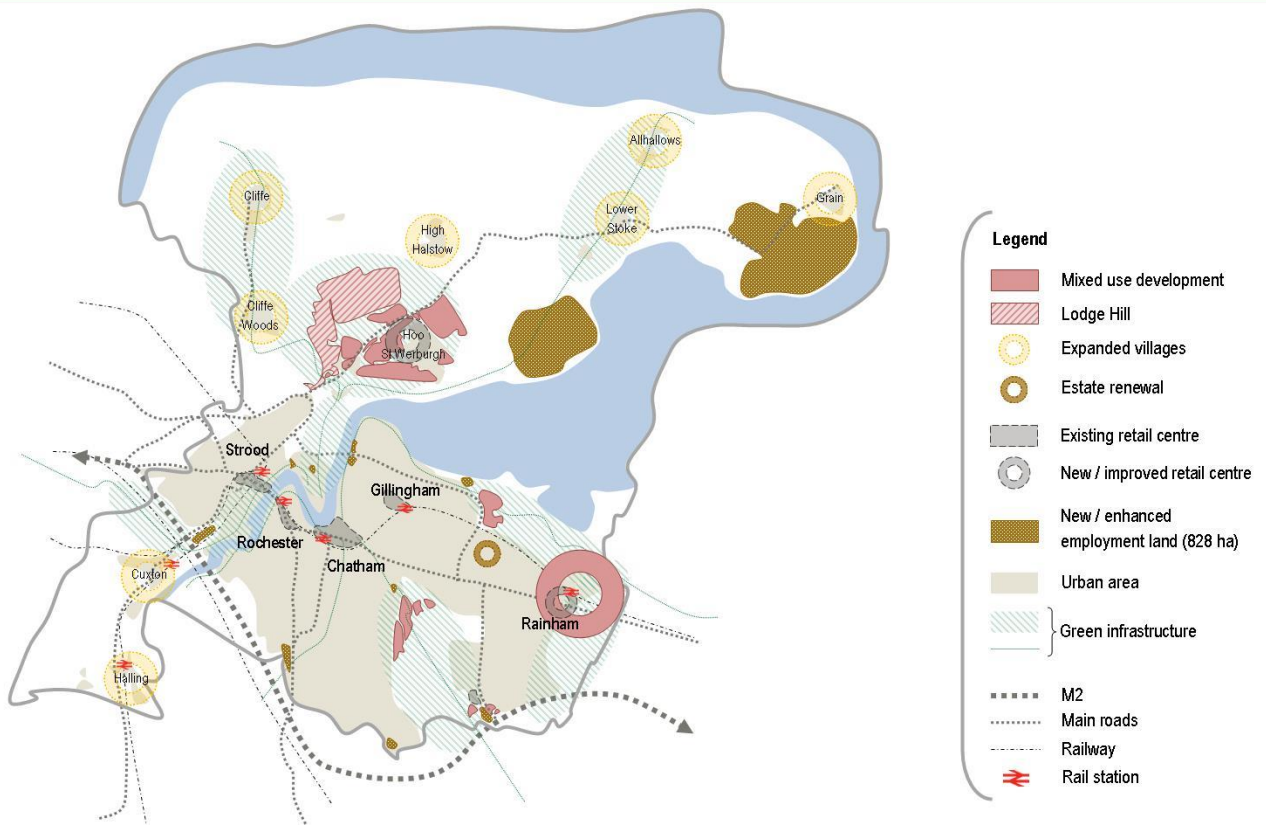 Allhallows
Cliffe
Grain
Lower
Stoke
High
Halstow
Cliffe
Woods
Hoo
St Werburgh
Strood
Gillingham
Rochester
Chatham
Cuxton
Rainham
Halling
Legend
Mixed use development
Lodge Hill
Expanded villages
Estate renewal
Existing retail centre
New / improved retail centre
New / enhanced
employment land (828 ha)
Urban area
Green infrastructure
M2
Main roads
Railway
Rail station